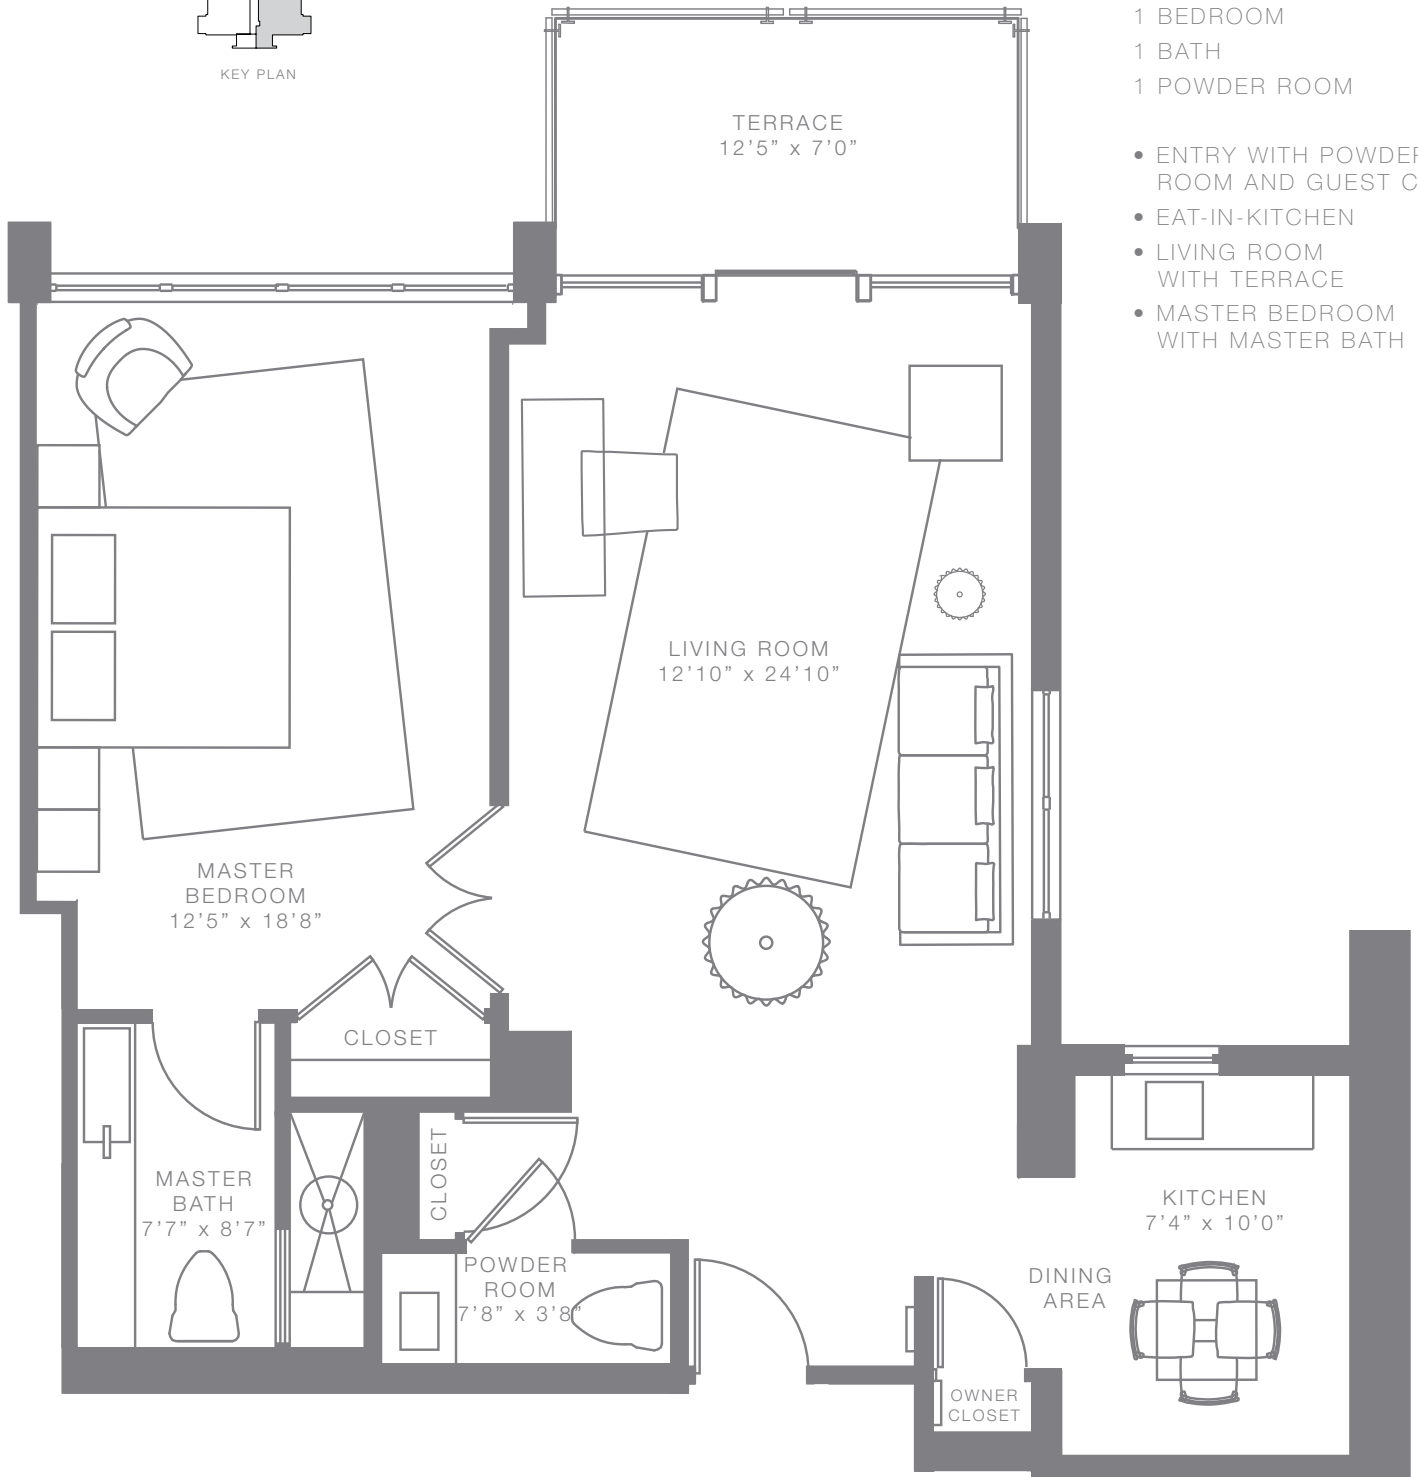 KEY PLAN
1 BEDROOM
1 BATH
1 POWDER ROOM
• ENTRY WITH POWDER
ROOM AND GUEST C
• EAT-IN-KITCHEN
• LIVING ROOM
WITH TERRACE
• MASTER BEDROOM
WITH MASTER BATH
TERRACE
12’5” x 7’0”
LIVING ROOM
12’10” x 24’10”
MASTER
BEDROOM
12’5” x 18’8”
CLOSET
CLOSET
MASTER
BATH
7’7” x 8’7”
POWDER
ROOM
7’8” x 3’8”
KITCHEN
7’4” x 10’0”
DINING
AREA
OWNER
CLOSET